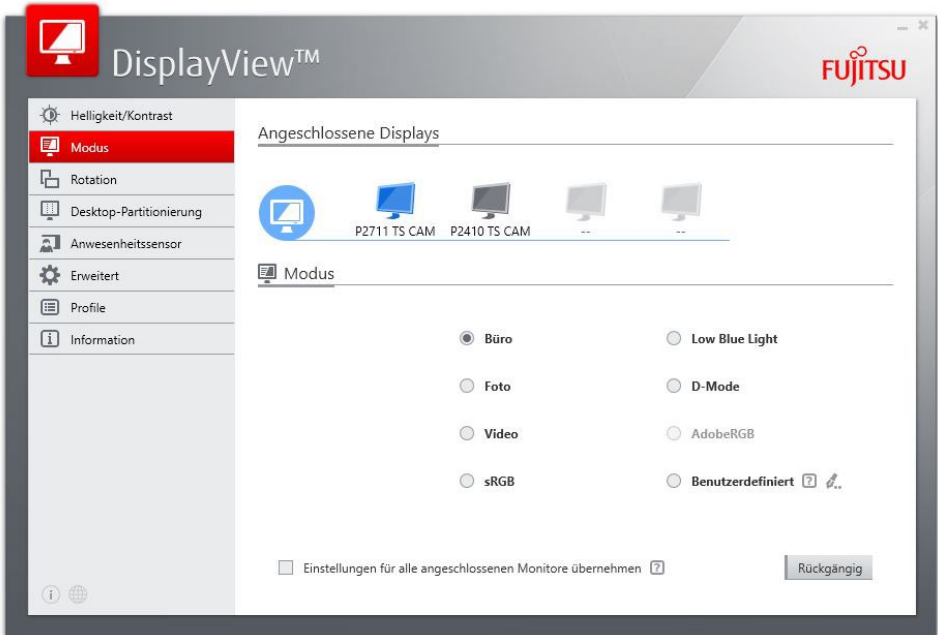 DisplayView™
FUJITSU
Helligkeit/Kontrast
Modus
Rotation
Desktop-Partitionierung
Anwesenheitssensor
Erweitert
Profile
Information
Angeschlossene Displays
P2711 TS CAM P2410 TS CAM -- --
Modus
Büro Low Blue Light
Foto D-Mode
Video AdobeRGB
sRGB Benutzerdefiniert ?
Einstellungen für alle angeschlossenen Monitore übernehmen ? Rückgängig